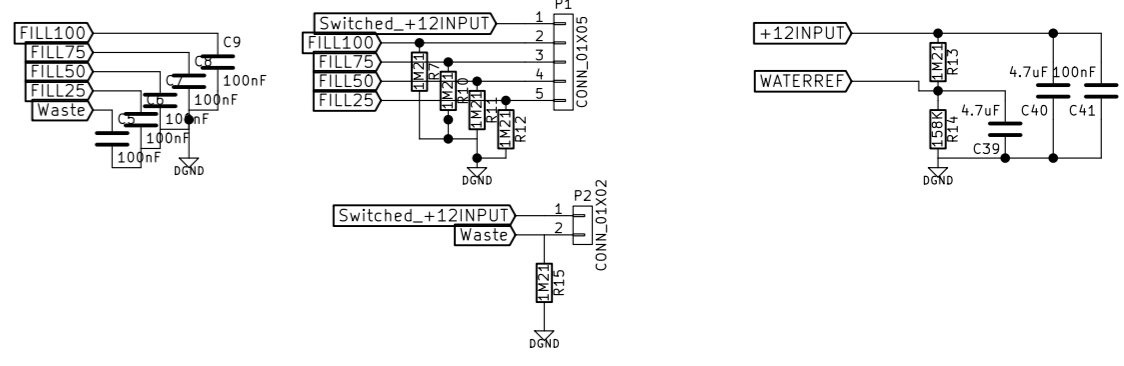 FILL100
FILL75
FILL50
FILL25
Waste
C9
100nF
C8
100nF
C7
100nF
C6
100nF
C5
100nF
DGND
P1
CONN_01X05
Switched_+12INPUT
1
FILL100
2
FILL75
3
FILL50
4
FILL25
5
1M21
R7
1M21
R10
1M21
R11
1M21
R12
DGND
P2
CONN_01X02
Switched_+12INPUT
1
Waste
2
1M21
R15
DGND
+12INPUT
WATERREF
1M21
R13
158K
R14
4.7uF
C39
4.7uF
C40
100nF
C41
DGND